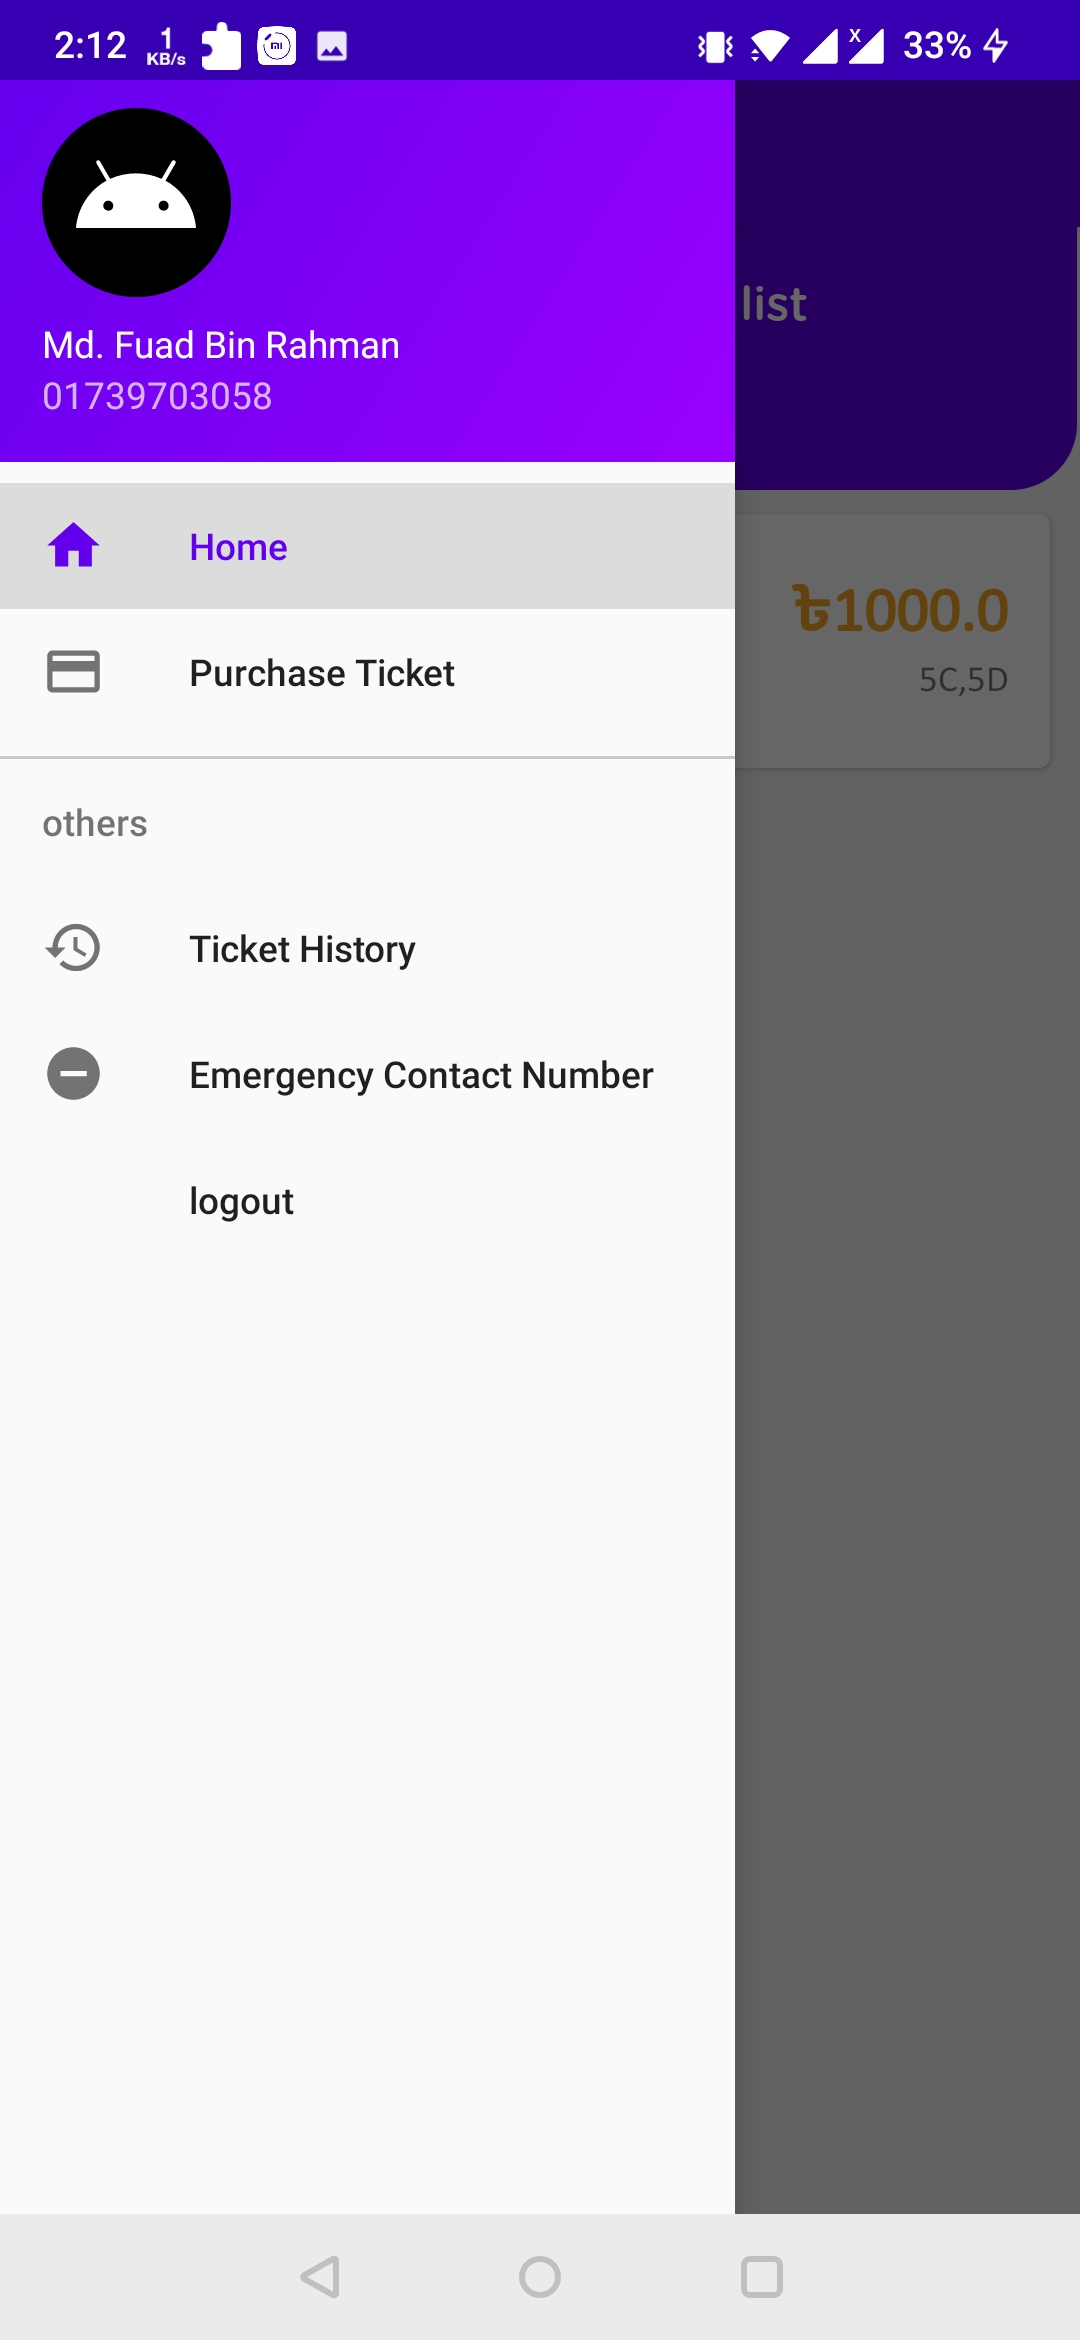 2:12 1 KB/s 33%
Md. Fuad Bin Rahman
01739703058
list
Home
৳1000.0
Purchase Ticket
5C,5D
others
Ticket History
Emergency Contact Number
logout